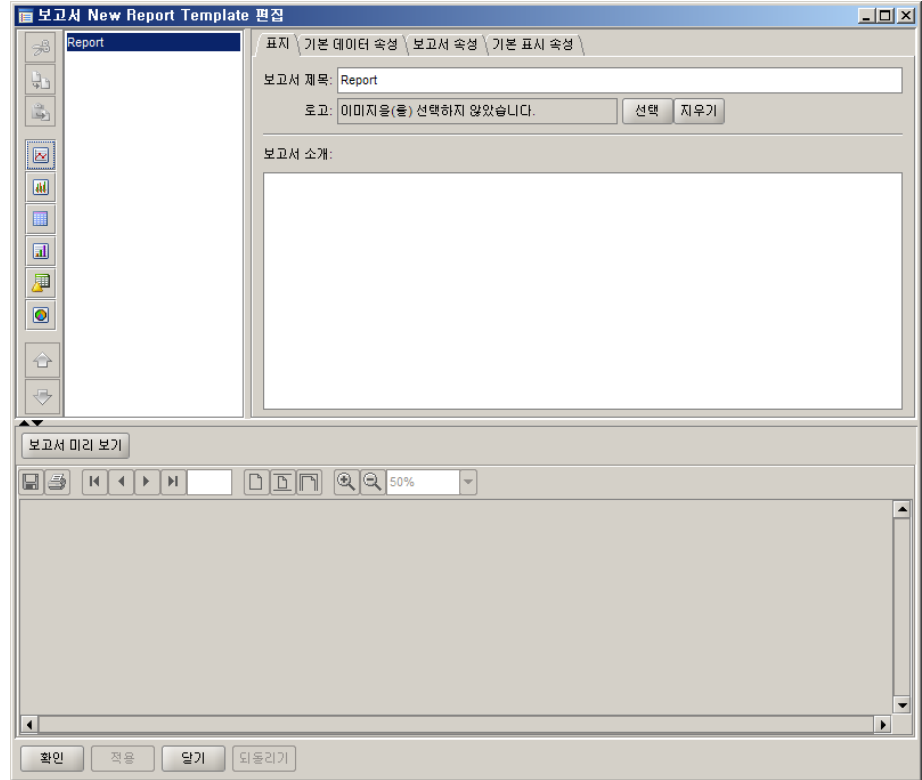 보고서 New Report Template 편집
Report
표지 기본 데이터 속성 보고서 속성 기본 표시 속성
보고서 제목: Report
로고: 이미지을(를) 선택하지 않았습니다. 선택 지우기
보고서 소개:
보고서 미리 보기
50%
확인 적용 닫기 되돌리기